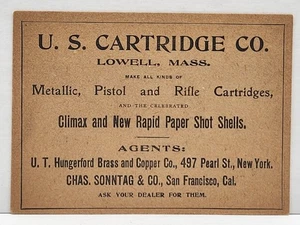 U. S. CARTRIDGE CO.
LOWELL, MASS.
MAKE ALL KINDS OF
Metallic, Pistol and Rifle Cartridges,
AND THE CELEBRATED
Climax and New Rapid Paper Shot Shells.
AGENTS:
U. T. Hungerford Brass and Copper Co., 497 Pearl St., New York.
CHAS. SONNTAG & CO., San Francisco, Cal.
ASK YOUR DEALER FOR THEM.